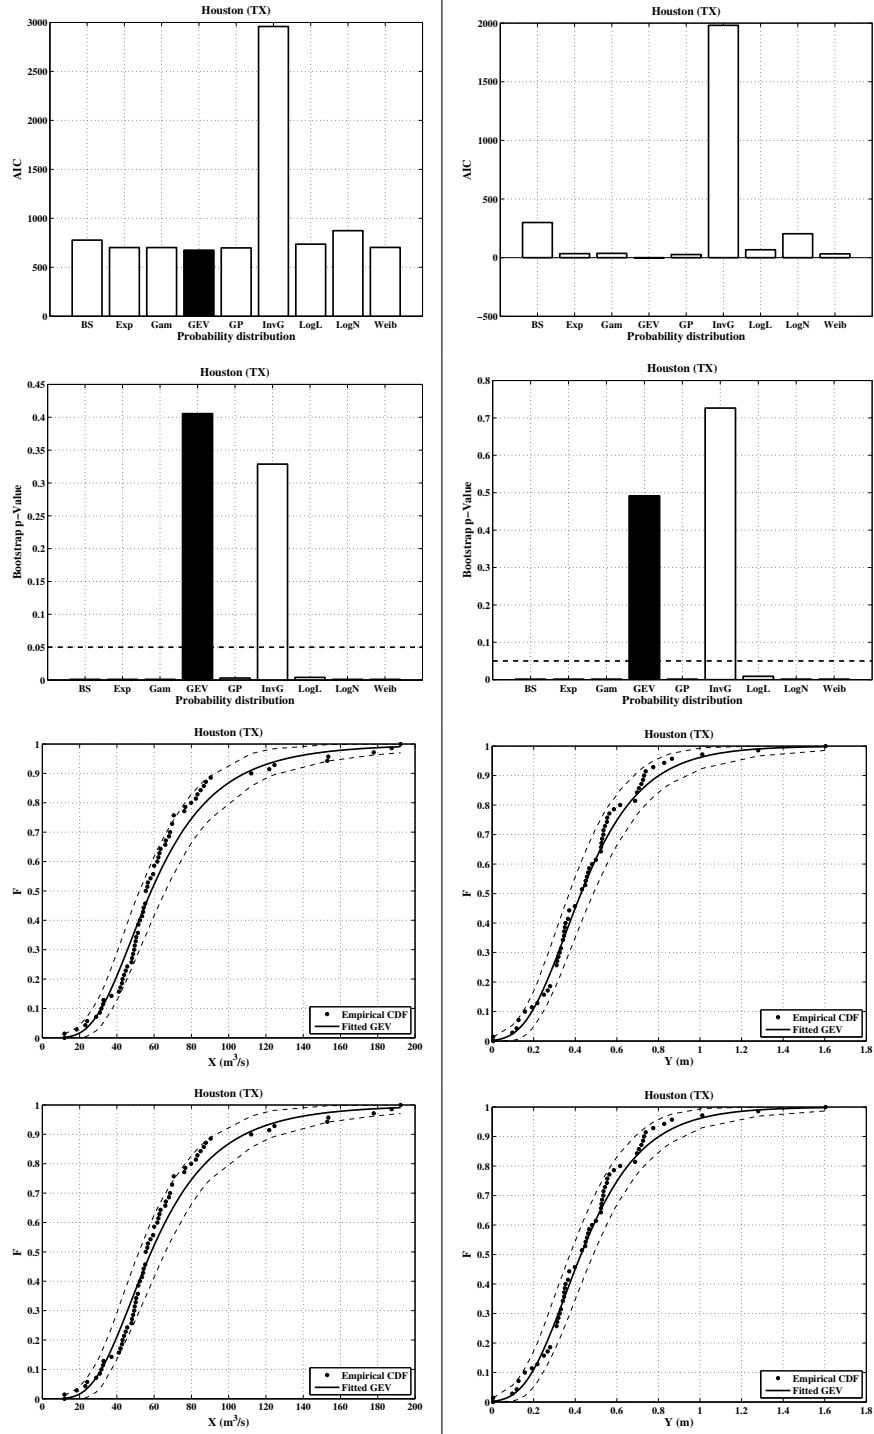 Houston (TX)
3000
2500
2000
1500
1000
500
0
AIC
BS Exp Gam GEV GP InvG LogL LogN Weib
Probability distribution
Houston (TX)
2000
1500
1000
500
0
−500
AIC
BS Exp Gam GEV GP InvG LogL LogN Weib
Probability distribution
Houston (TX)
0.45
0.4
0.35
0.3
0.25
0.2
0.15
0.1
0.05
0
Bootstrap p−Value
BS Exp Gam GEV GP InvG LogL LogN Weib
Probability distribution
Houston (TX)
0.8
0.7
0.6
0.5
0.4
0.3
0.2
0.1
0
Bootstrap p−Value
BS Exp Gam GEV GP InvG LogL LogN Weib
Probability distribution
Houston (TX)
1
0.9
0.8
0.7
0.6
0.5
0.4
0.3
0.2
0.1
0
F
Empirical CDF
Fitted GEV
0 20 40 60 80 100 120 140 160 180 200
X (m³/s)
Houston (TX)
1
0.9
0.8
0.7
0.6
0.5
0.4
0.3
0.2
0.1
0
F
Empirical CDF
Fitted GEV
0 0.2 0.4 0.6 0.8 1 1.2 1.4 1.6 1.8
Y (m)
Houston (TX)
1
0.9
0.8
0.7
0.6
0.5
0.4
0.3
0.2
0.1
0
F
Empirical CDF
Fitted GEV
0 20 40 60 80 100 120 140 160 180 200
X (m³/s)
Houston (TX)
1
0.9
0.8
0.7
0.6
0.5
0.4
0.3
0.2
0.1
0
F
Empirical CDF
Fitted GEV
0 0.2 0.4 0.6 0.8 1 1.2 1.4 1.6 1.8
Y (m)